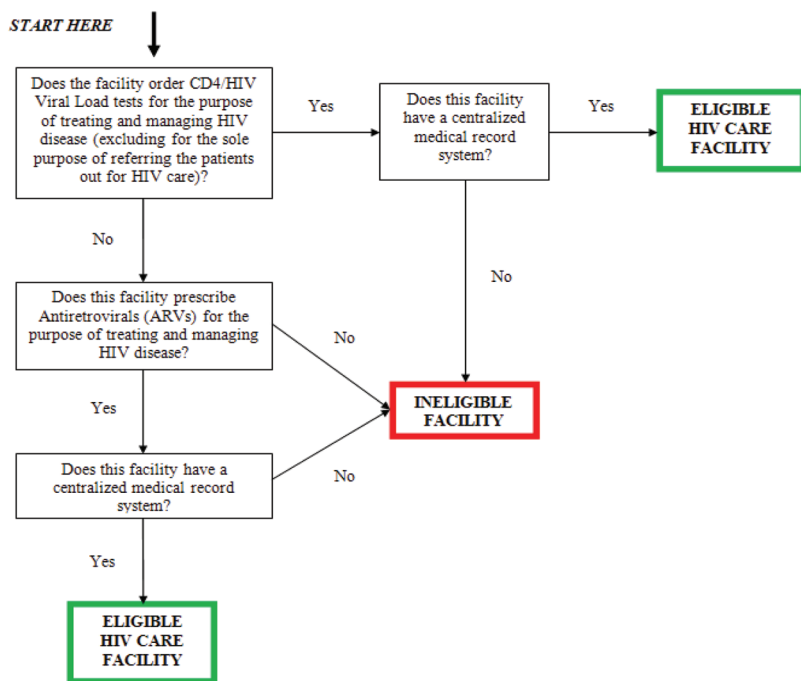 START HERE
Does the facility order CD4/HIV
Viral Load tests for the purpose
of treating and managing HIV
disease (excluding for the sole
purpose of referring the patients
out for HIV care)?
Yes
Does this facility
have a centralized
medical record
system?
Yes
ELIGIBLE
HIV CARE
FACILITY
No
No
Does this facility prescribe
Antiretrovirals (ARVs) for the
purpose of treating and managing
HIV disease?
No
Yes
INELIGIBLE
FACILITY
Does this facility have a
centralized medical record
system?
No
Yes
ELIGIBLE
HIV CARE
FACILITY